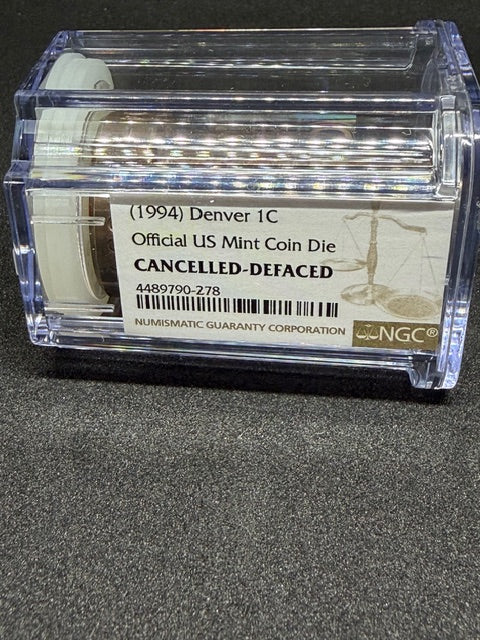 (1994) Denver 1C
Official US Mint Coin Die
CANCELLED-DEFACED
4489790-278
NUMISMATIC GUARANTY CORPORATION
NGC®